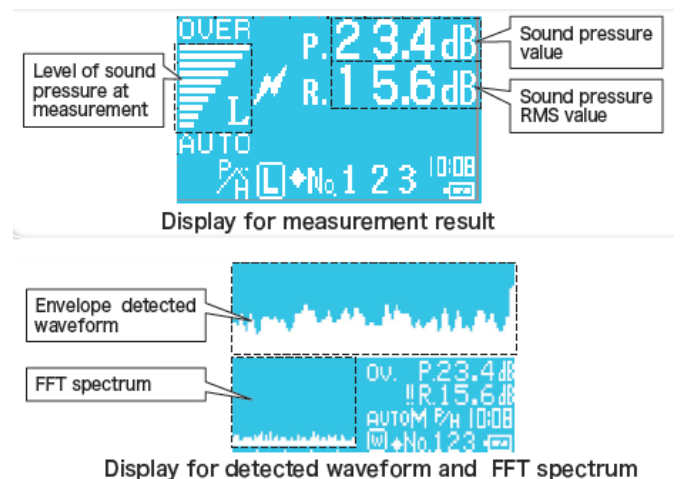 OVER
P.23.4dB
Sound pressure
value
Level of sound
pressure at
measurement
L
R.15.6dB
Sound pressure
RMS value
AUTO
P/H L ◆No.123 10:08
Display for measurement result
Envelope detected
waveform
FFT spectrum
OV. P.23.4dB
!!R.15.6dB
AUTOM P/H 10:08
W ◆No.123
Display for detected waveform and FFT spectrum